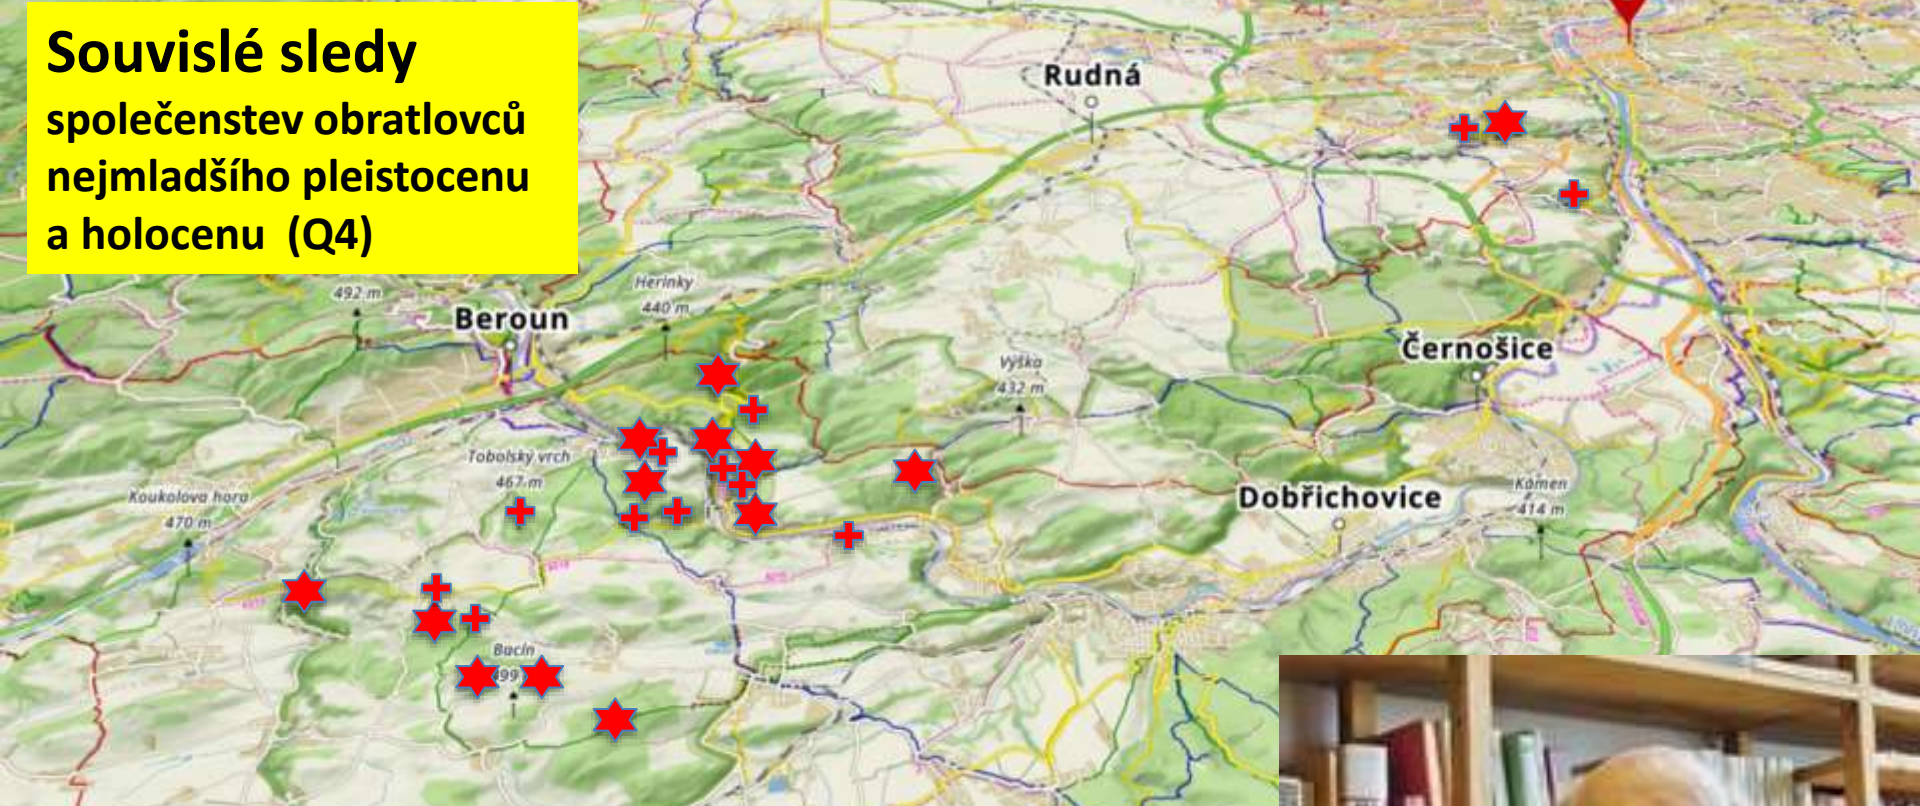 Souvislé sledy
společenstev obratlovců
nejmladšího pleistocenu
a holocenu (Q4)
Rudná
Herinky
440 m
492 m
Beroun
Výška
432 m
Černošice
Tobolský vrch
467 m
Koukolova hora
470 m
Dobřichovice
Kámen
414 m
Bacín
99